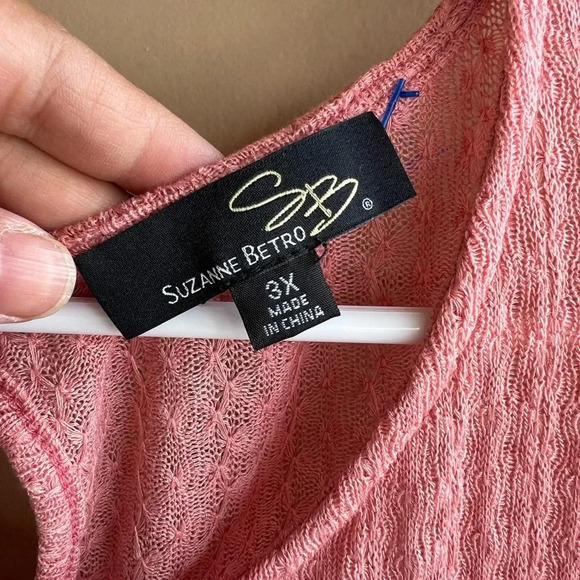 SB
SUZANNE BETRO ®
3X
MADE
IN CHINA